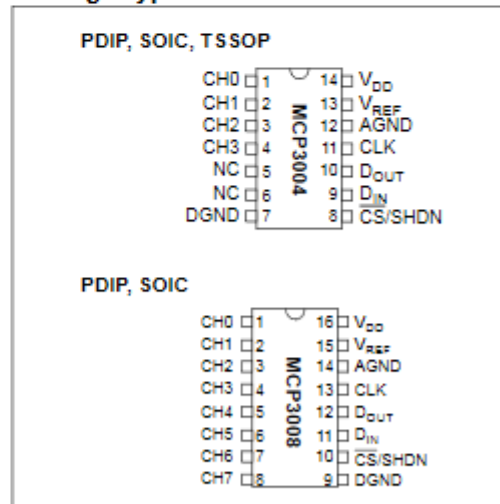 PDIP, SOIC, TSSOP
CH0 1 14 VDD
CH1 2 13 VREF
CH2 3 12 AGND
CH3 4 11 CLK
NC 5 10 DOUT
NC 6 9 DIN
DGND 7 8 CS/SHDN
MCP3004
PDIP, SOIC
CH0 1 16 VDD
CH1 2 15 VREF
CH2 3 14 AGND
CH3 4 13 CLK
CH4 5 12 DOUT
CH5 6 11 DIN
CH6 7 10 CS/SHDN
CH7 8 9 DGND
MCP3008